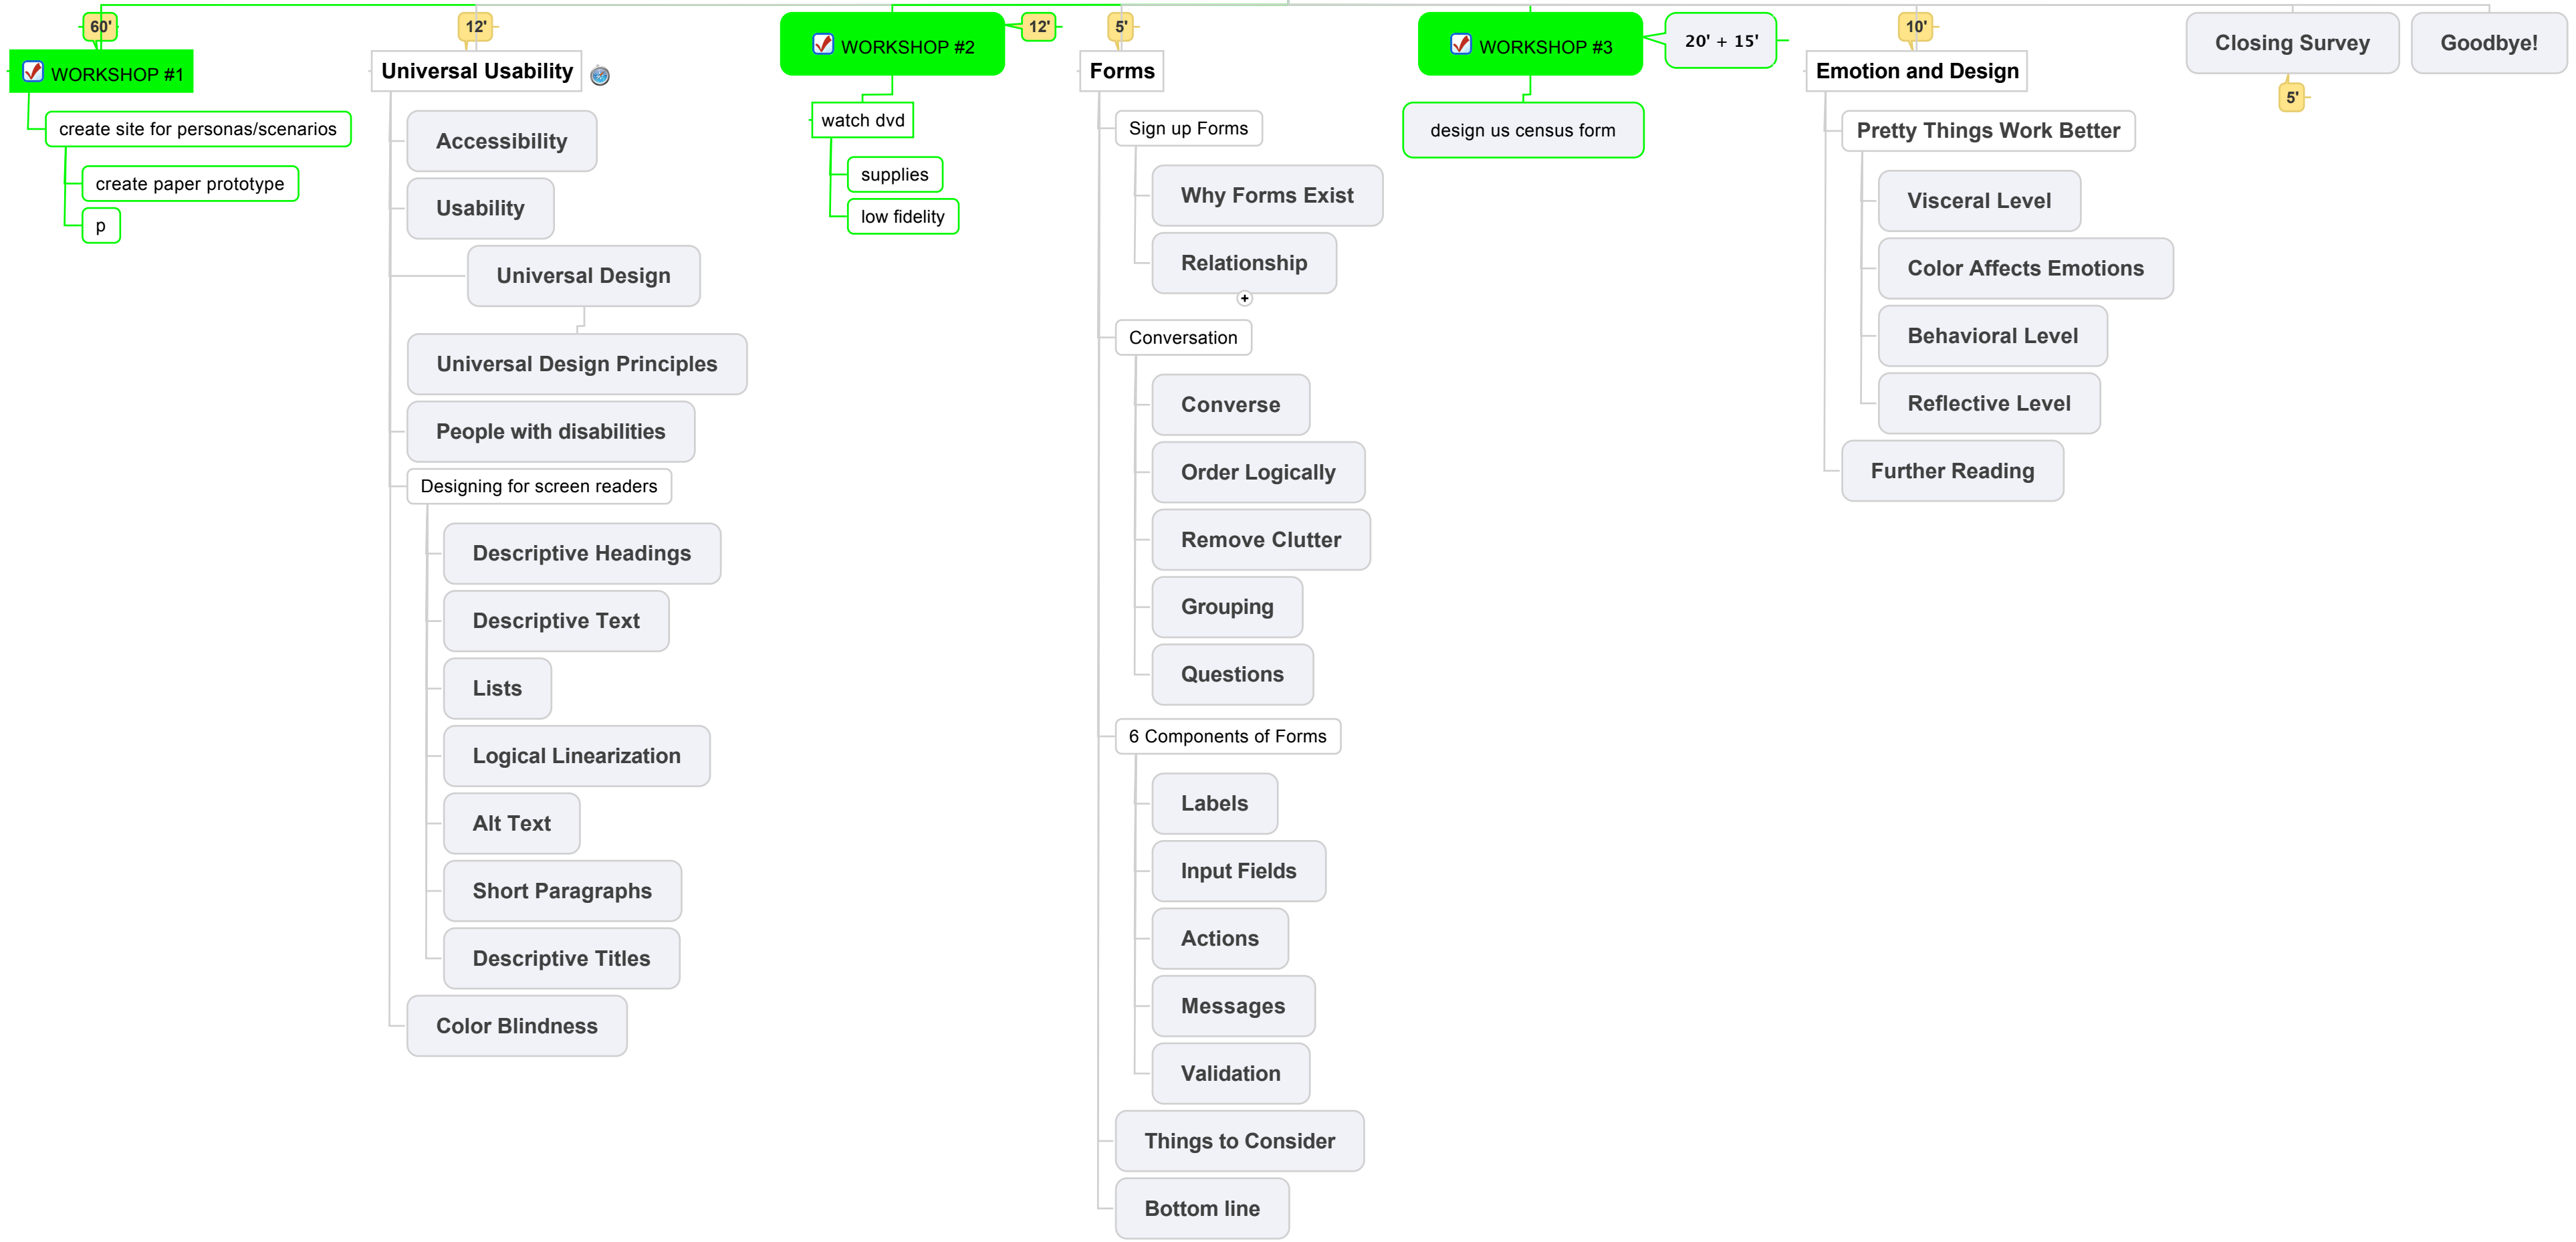 60'
WORKSHOP #1
create site for personas/scenarios
create paper prototype
p
12'
Universal Usability
Accessibility
Usability
Universal Design
Universal Design Principles
People with disabilities
Designing for screen readers
Descriptive Headings
Descriptive Text
Lists
Logical Linearization
Alt Text
Short Paragraphs
Descriptive Titles
Color Blindness
WORKSHOP #2
12'
watch dvd
supplies
low fidelity
5'
Forms
Sign up Forms
Why Forms Exist
Relationship
Conversation
Converse
Order Logically
Remove Clutter
Grouping
Questions
6 Components of Forms
Labels
Input Fields
Actions
Messages
Validation
Things to Consider
Bottom line
WORKSHOP #3
20' + 15'
design us census form
10'
Emotion and Design
Pretty Things Work Better
Visceral Level
Color Affects Emotions
Behavioral Level
Reflective Level
Further Reading
Closing Survey
5'
Goodbye!